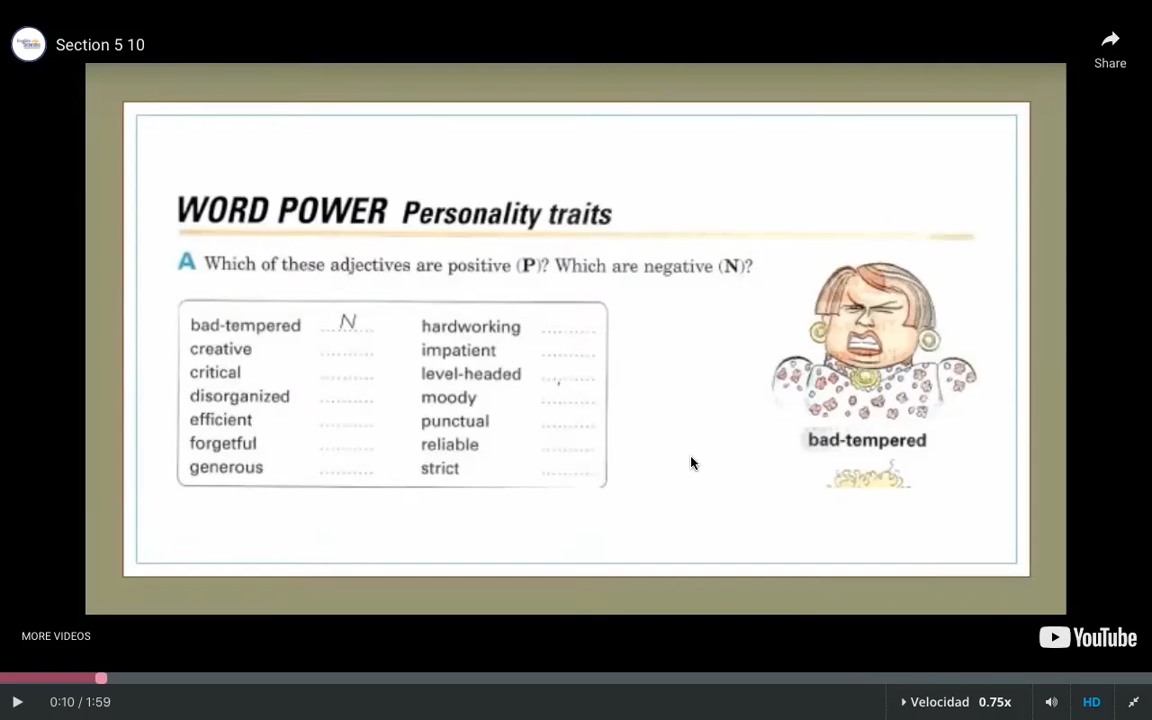 Section 5 10
Share
WORD POWER Personality traits
A Which of these adjectives are positive (P)? Which are negative (N)?
bad-tempered N
creative
critical
disorganized
efficient
forgetful
generous
hardworking
impatient
level-headed
moody
punctual
reliable
strict
bad-tempered
MORE VIDEOS
YouTube
0:10 / 1:59
Velocidad 0.75x
HD